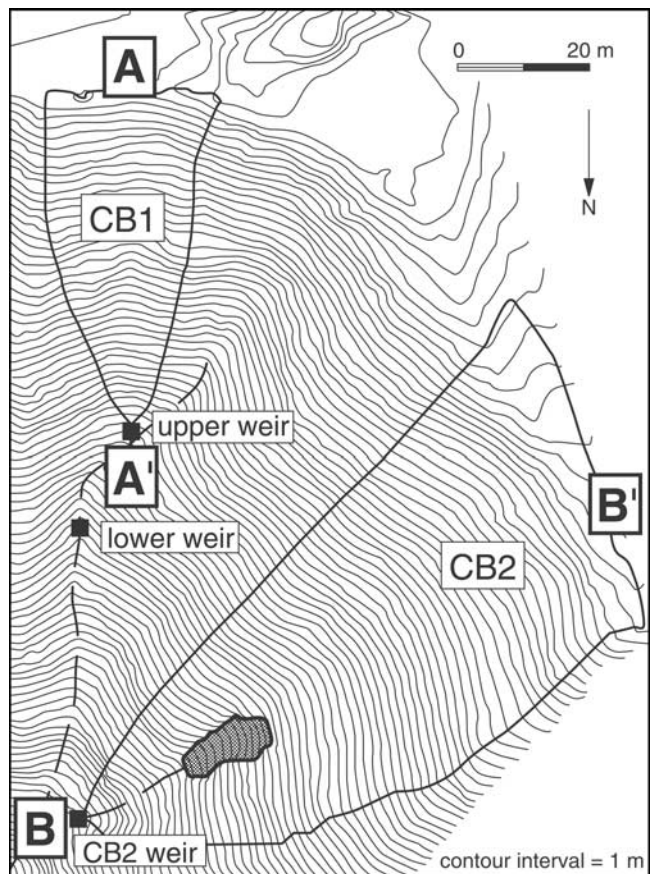 A
0 20 m
N
CB1
upper weir
A'
lower weir
B'
CB2
B
CB2 weir
contour interval = 1 m